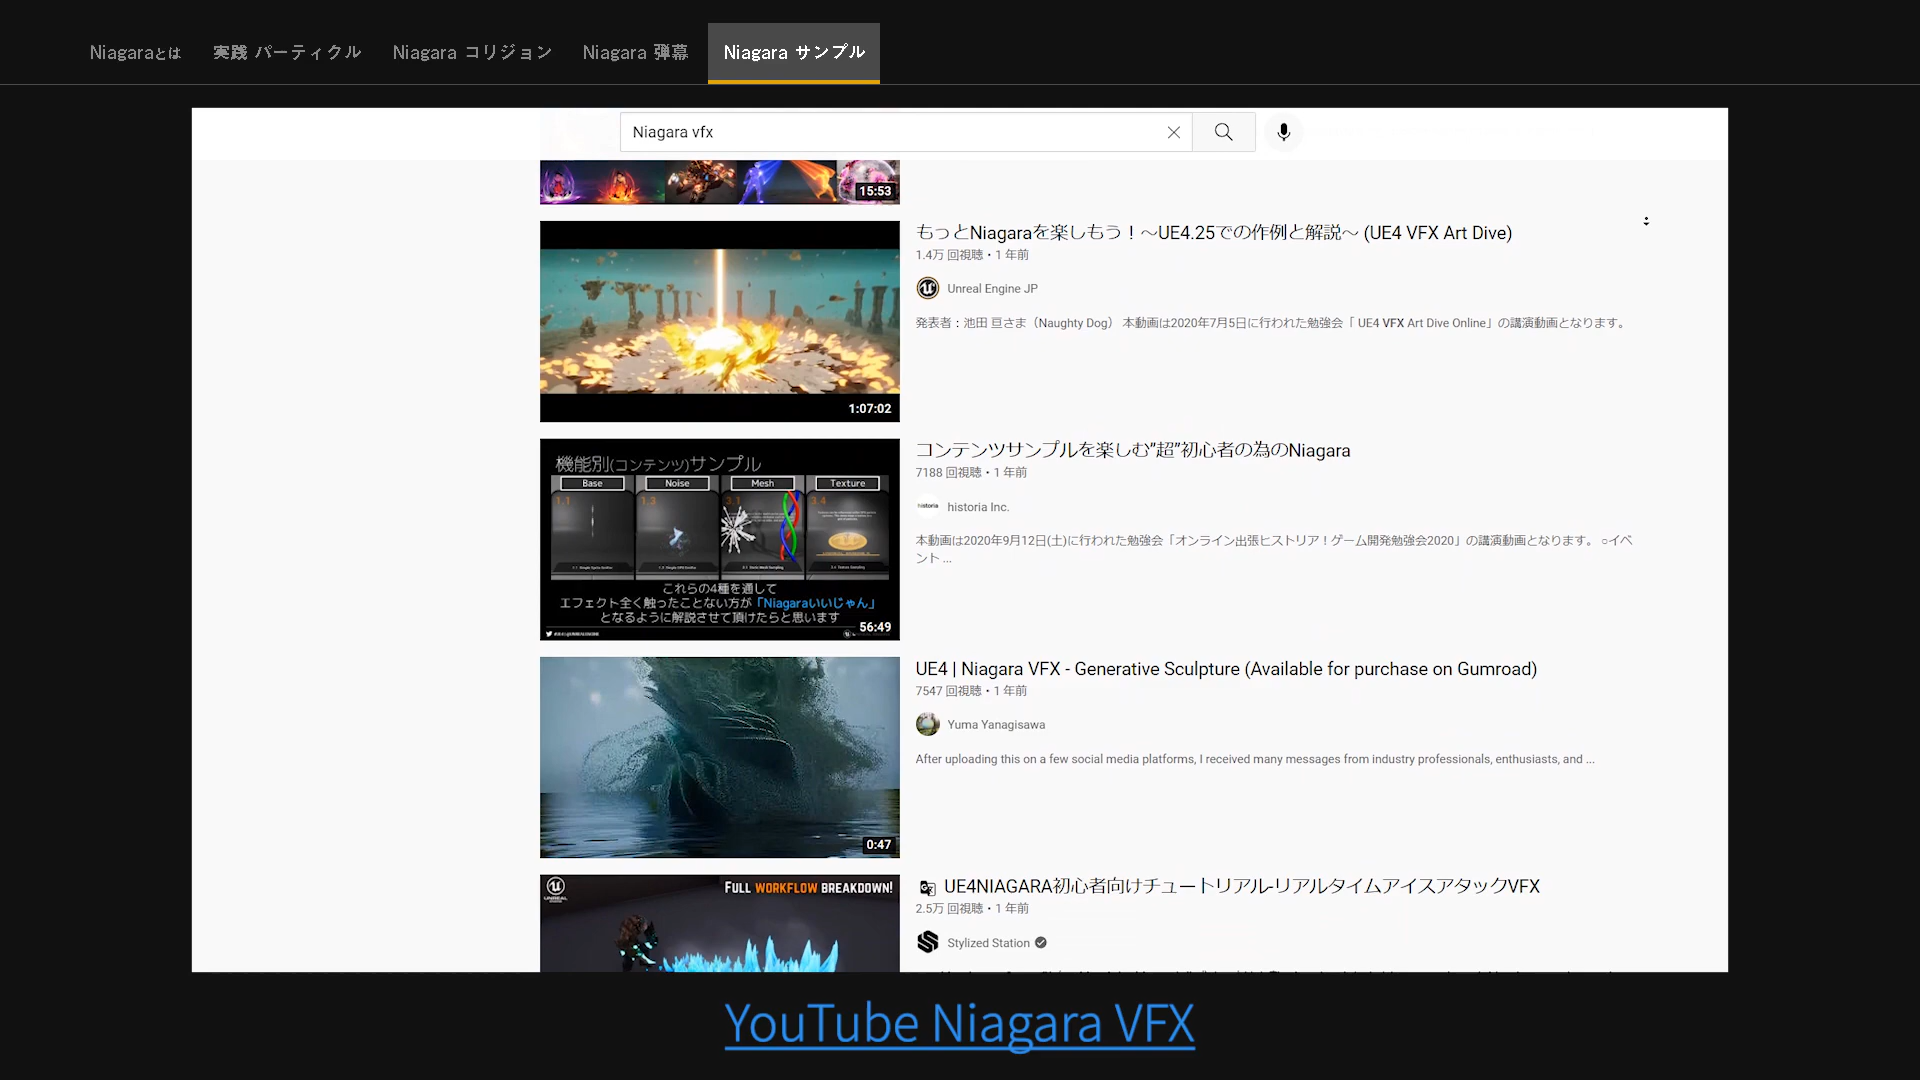 Niagaraとは 実践 パーティクル Niagara コリジョン Niagara 弾幕 Niagara サンプル
Niagara vfx
15:53
もっとNiagaraを楽しもう！～UE4.25での作例と解説～ (UE4 VFX Art Dive)
1.4万 回視聴・1 年前
Unreal Engine JP
発表者：池田 亘さま（Naughty Dog） 本動画は2020年7月5日に行われた勉強会「 UE4 VFX Art Dive Online」の講演動画となります。
1:07:02
コンテンツサンプルを楽しむ”超”初心者の為のNiagara
7188 回視聴・1 年前
historia
historia Inc.
本動画は2020年9月12日(土)に行われた勉強会「オンライン出張ヒストリア！ゲーム開発勉強会2020」の講演動画となります。 ○イベ
ント ...
機能別(コンテンツ)サンプル
Base Noise Mesh Texture
1.1 1.3 3.1 3.4
これらの4種を通して
エフェクト全く触ったことない方が「Niagaraいいじゃん」
となるように解説させて頂けたらと思います
56:49
UE4 | Niagara VFX - Generative Sculpture (Available for purchase on Gumroad)
7547 回視聴・1 年前
Yuma Yanagisawa
After uploading this on a few social media platforms, I received many messages from industry professionals, enthusiasts, and ...
0:47
UE4NIAGARA初心者向けチュートリアル-リアルタイムアイスアタックVFX
2.5万 回視聴・1 年前
Stylized Station
UNREAL
FULL WORKFLOW BREAKDOWN!
YouTube Niagara VFX